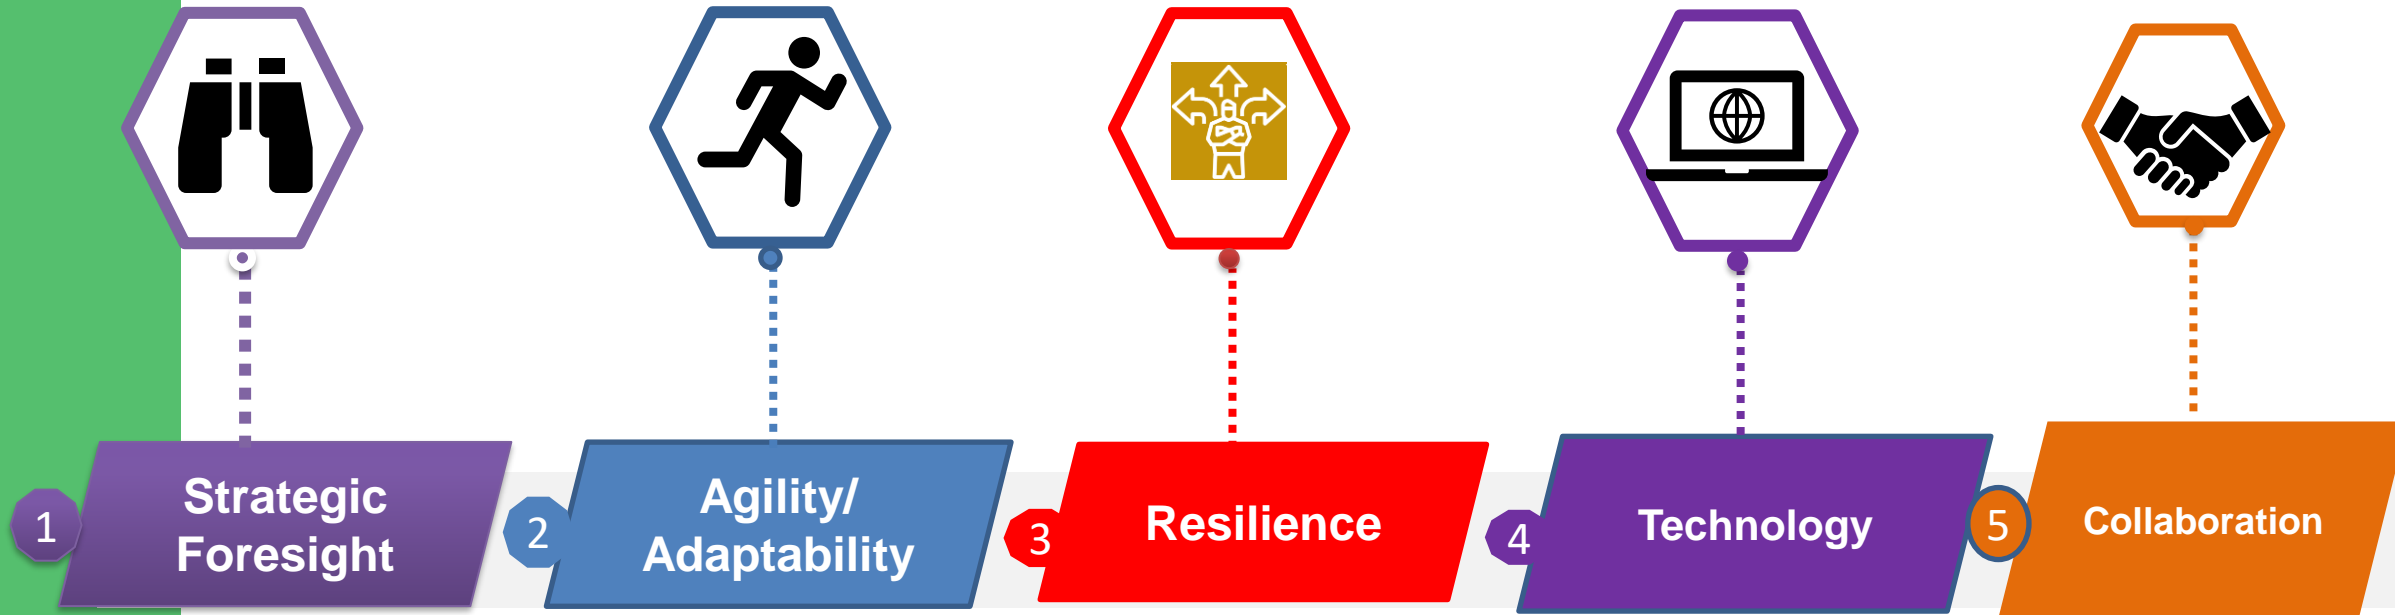 1
Strategic
Foresight
2
Agility/
Adaptability
3
Resilience
4
Technology
5
Collaboration